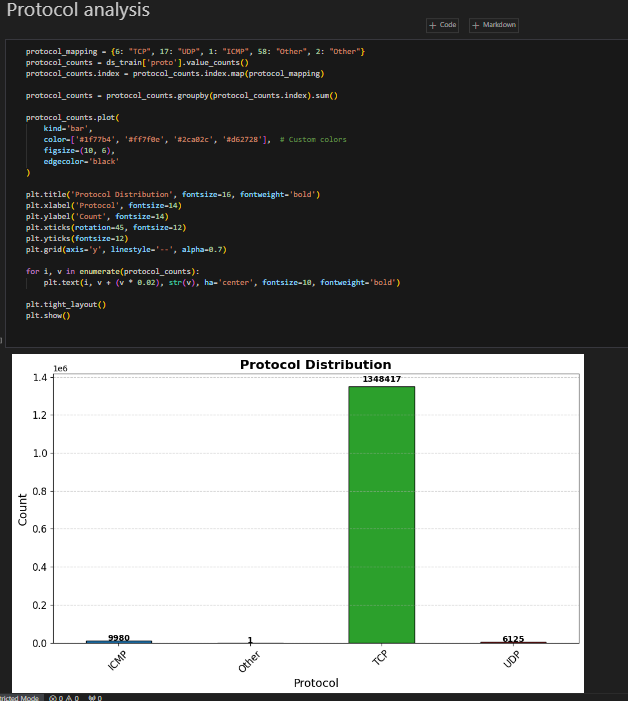 Protocol analysis
+ Code
+ Markdown
protocol_mapping = {6: "TCP", 17: "UDP", 1: "ICMP", 58: "Other", 2: "Other"}
protocol_counts = ds_train['proto'].value_counts()
protocol_counts.index = protocol_counts.index.map(protocol_mapping)
protocol_counts = protocol_counts.groupby(protocol_counts.index).sum()
protocol_counts.plot(
kind='bar',
color=['#1f77b4', '#ff7f0e', '#2ca02c', '#d62728'],  # Custom colors
figsize=(10, 6),
edgecolor='black'
)
plt.title('Protocol Distribution', fontsize=16, fontweight='bold')
plt.xlabel('Protocol', fontsize=14)
plt.ylabel('Count', fontsize=14)
plt.xticks(rotation=45, fontsize=12)
plt.yticks(fontsize=12)
plt.grid(axis='y', linestyle='--', alpha=0.7)
for i, v in enumerate(protocol_counts):
plt.text(i, v + (v * 0.02), str(v), ha='center', fontsize=10, fontweight='bold')
plt.tight_layout()
plt.show()
Protocol Distribution
1e6
1348417
1.4
1.2
1.0
0.8
0.6
0.4
0.2
0.0
Count
9980
1
6125
ICMP
Other
TCP
UDP
Protocol
tricted Mode
0
0
0